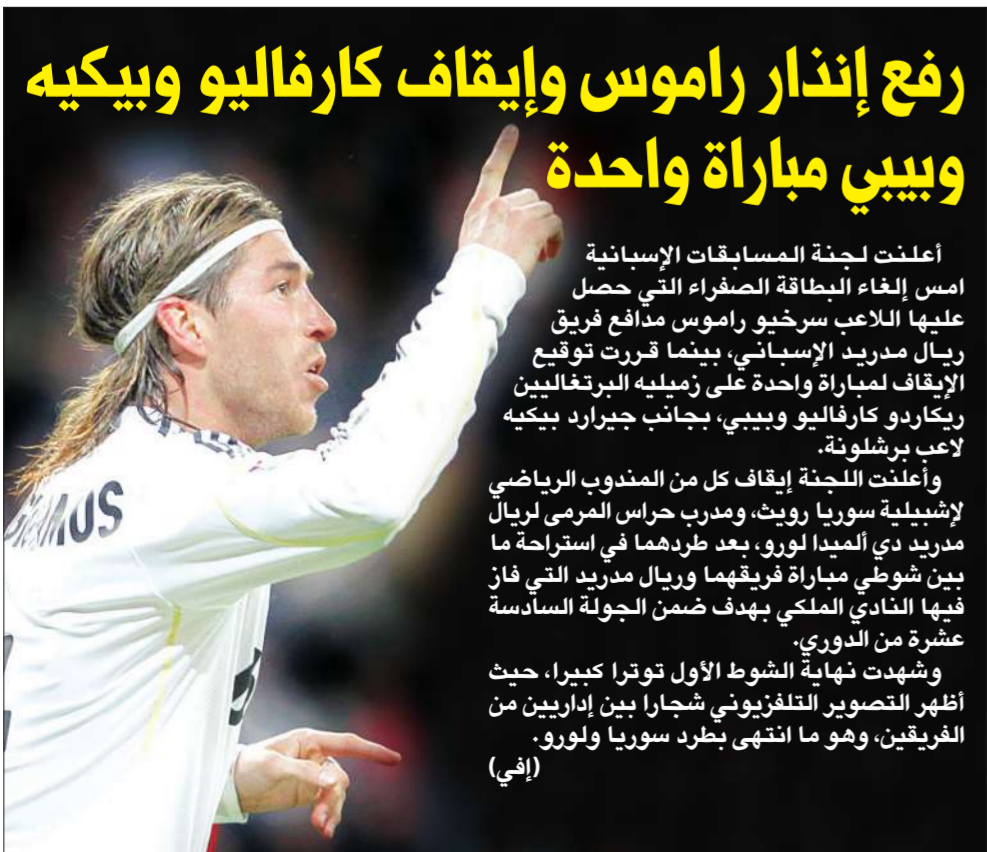 رفع إنذار راموس وإيقاف كارفاليو وبيكيه
وبيبي مباراة واحدة
أعلنت لجنة المسابقات الإسبانية
امس إلغاء البطاقة الصفراء التي حصل
عليها اللاعب سرخيو راموس مدافع فريق
ريال مدريد الإسباني، بينما قررت توقيع
الإيقاف لمباراة واحدة على زميليه البرتغاليين
ريكاردو كارفاليو وبيبي، بجانب جيرارد بيكيه
لاعب برشلونة.
وأعلنت اللجنة إيقاف كل من المندوب الرياضي
لإشبيلية سوريا رويث، ومدرب حراس المرمى لريال
مدريد دي ألميدا لورو، بعد طردهما في استراحة ما
بين شوطي مباراة فريقهما وريال مدريد التي فاز
فيها النادي الملكي بهدف ضمن الجولة السادسة
عشرة من الدوري.
وشهدت نهاية الشوط الأول توترا كبيرا، حيث
أظهر التصوير التلفزيوني شجارا بين إداريين من
الفريقين، وهو ما انتهى بطرد سوريا ولورو.
(إفي)